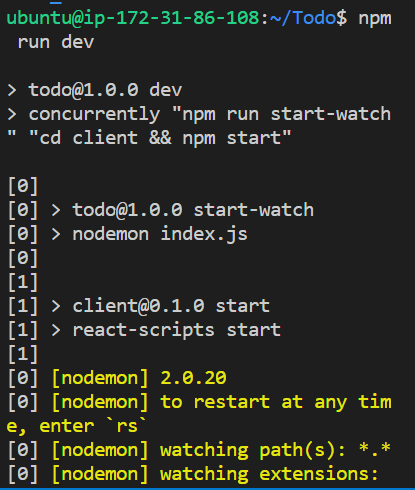 ubuntu@ip-172-31-86-108:~/Todo$ npm
 run dev
> todo@1.0.0 dev
> concurrently "npm run start-watch
" "cd client && npm start"
[0]
[0] > todo@1.0.0 start-watch
[0] > nodemon index.js
[0]
[1]
[1] > client@0.1.0 start
[1] > react-scripts start
[1]
[0] [nodemon] 2.0.20
[0] [nodemon] to restart at any tim
e, enter `rs`
[0] [nodemon] watching path(s): *.*
[0] [nodemon] watching extensions: